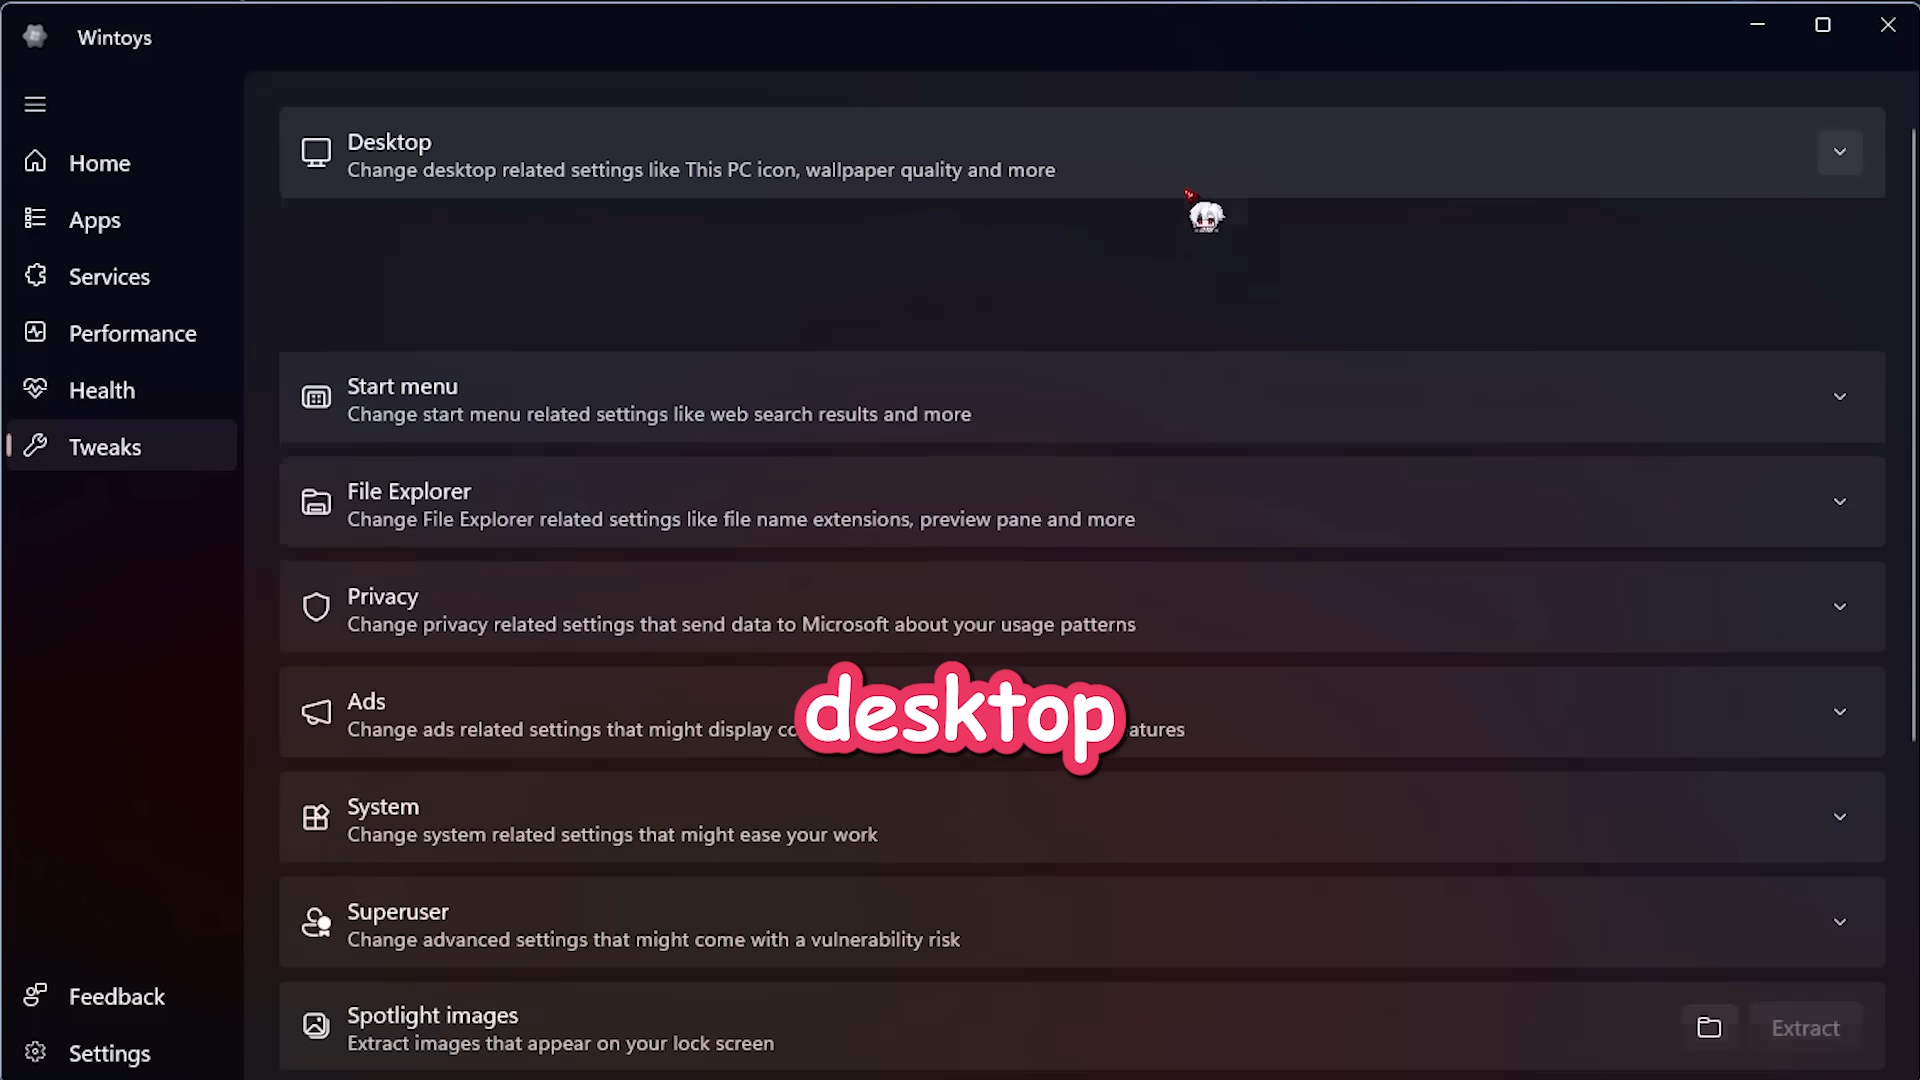 Wintoys
Home
Apps
Services
Performance
Health
Tweaks
Feedback
Settings
Desktop
Change desktop related settings like This PC icon, wallpaper quality and more
Start menu
Change start menu related settings like web search results and more
File Explorer
Change File Explorer related settings like file name extensions, preview pane and more
Privacy
Change privacy related settings that send data to Microsoft about your usage patterns
Ads
Change ads related settings that might display
desktop
System
Change system related settings that might ease your work
Superuser
Change advanced settings that might come with a vulnerability risk
Spotlight images
Extract images that appear on your lock screen
Extract